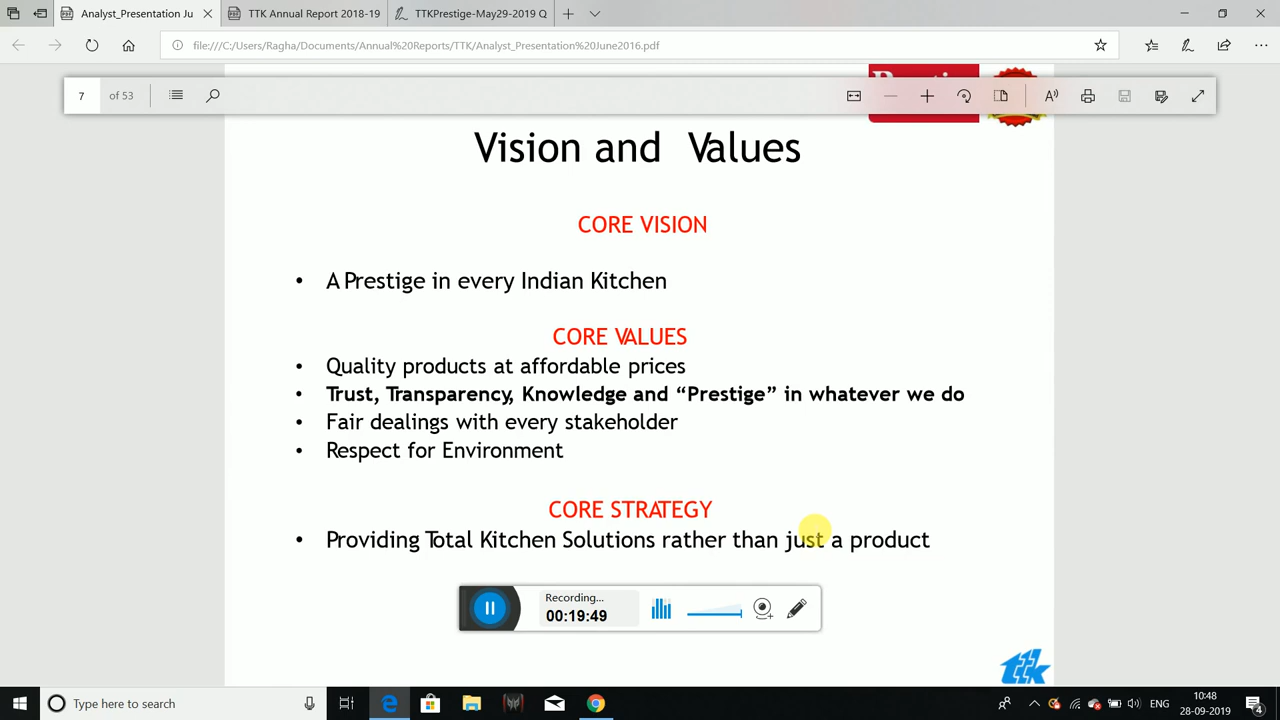 Analyst_Presentation Ju
TTK Annual Report 2018-19
TTKPrestige-May29-2019 Q
file:///C:/Users/Ragha/Documents/Annual%20Reports/TTK/Analyst_Presentation%20June2016.pdf
7 of 53
Vision and Values
CORE VISION
• A Prestige in every Indian Kitchen
CORE VALUES
• Quality products at affordable prices
• Trust, Transparency, Knowledge and “Prestige” in whatever we do
• Fair dealings with every stakeholder
• Respect for Environment
CORE STRATEGY
• Providing Total Kitchen Solutions rather than just a product
Recording...
00:19:49
ttk
Type here to search
ENG
10:48
28-09-2019
4